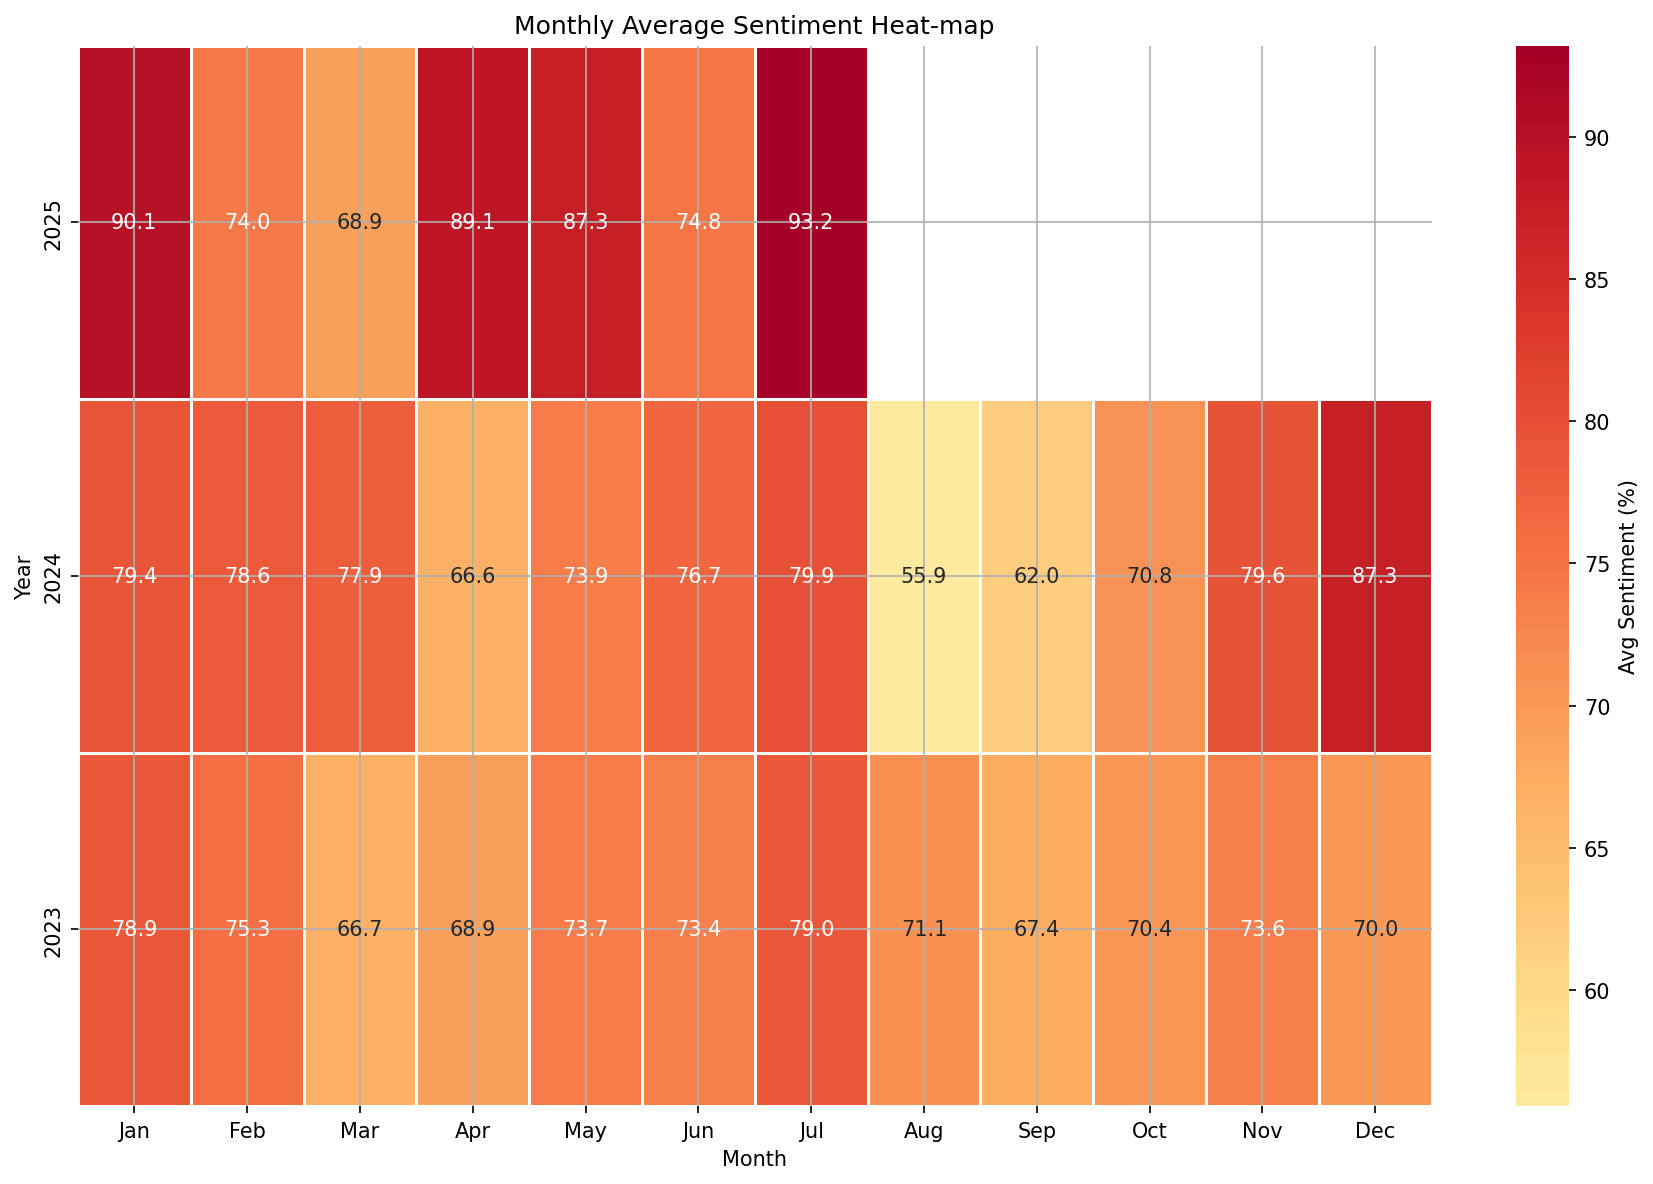 Monthly Average Sentiment Heat-map
2025
90.1 74.0 68.9 89.1 87.3 74.8 93.2
2024
79.4 78.6 77.9 66.6 73.9 76.7 79.9 55.9 62.0 70.8 79.6 87.3
2023
78.9 75.3 66.7 68.9 73.7 73.4 79.0 71.1 67.4 70.4 73.6 70.0
Year
Jan Feb Mar Apr May Jun Jul Aug Sep Oct Nov Dec
Month
90
85
80
75
70
65
60
Avg Sentiment (%)